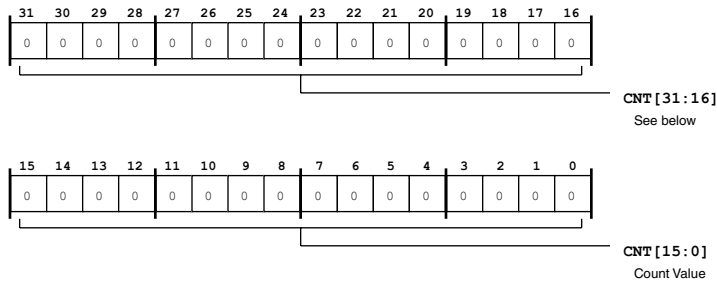 31 30 29 28 27 26 25 24 23 22 21 20 19 18 17 16
0 0 0 0 0 0 0 0 0 0 0 0 0 0 0 0
CNT[31:16]
See below
15 14 13 12 11 10 9 8 7 6 5 4 3 2 1 0
0 0 0 0 0 0 0 0 0 0 0 0 0 0 0 0
CNT[15:0]
Count Value